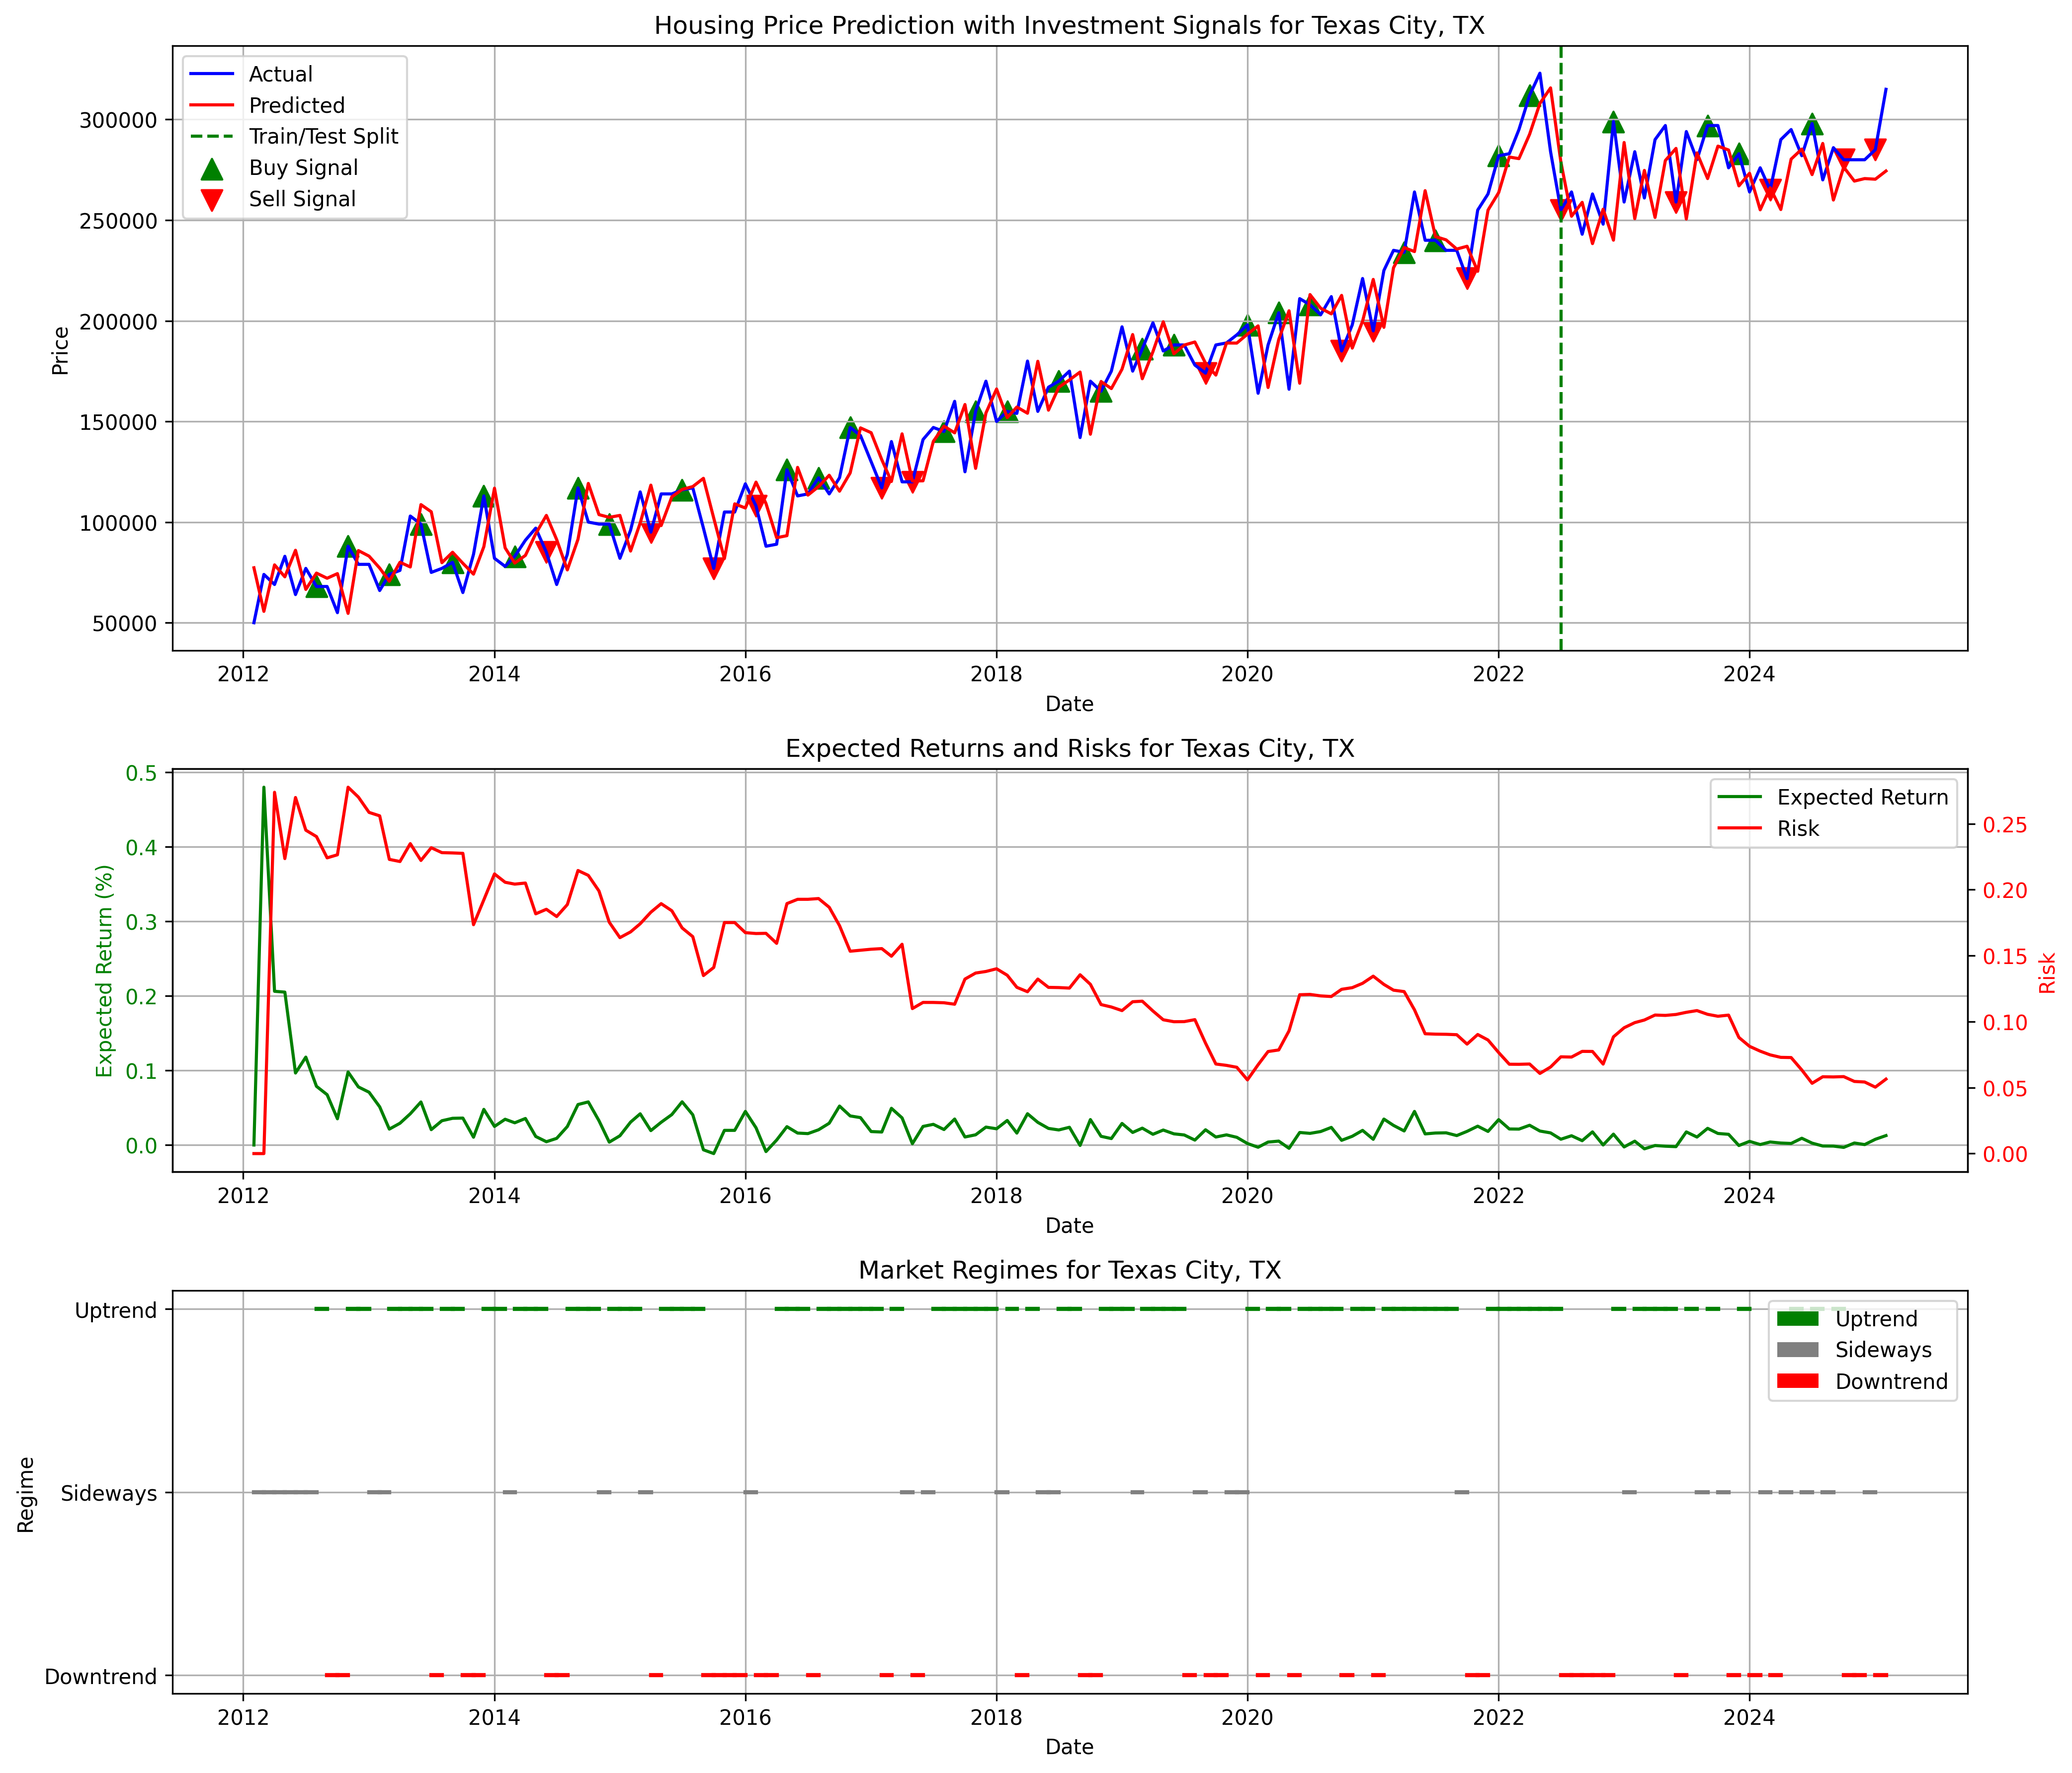 Housing Price Prediction with Investment Signals for Texas City, TX
Actual
Predicted
Train/Test Split
Buy Signal
Sell Signal
300000
250000
200000
150000
100000
50000
Price
2012 2014 2016 2018 2020 2022 2024
Date
Expected Returns and Risks for Texas City, TX
Expected Return
Risk
0.5
0.4
0.3
0.2
0.1
0.0
Expected Return (%)
0.25
0.20
0.15
0.10
0.05
0.00
Risk
2012 2014 2016 2018 2020 2022 2024
Date
Market Regimes for Texas City, TX
Uptrend
Sideways
Downtrend
Uptrend
Sideways
Downtrend
Regime
2012 2014 2016 2018 2020 2022 2024
Date